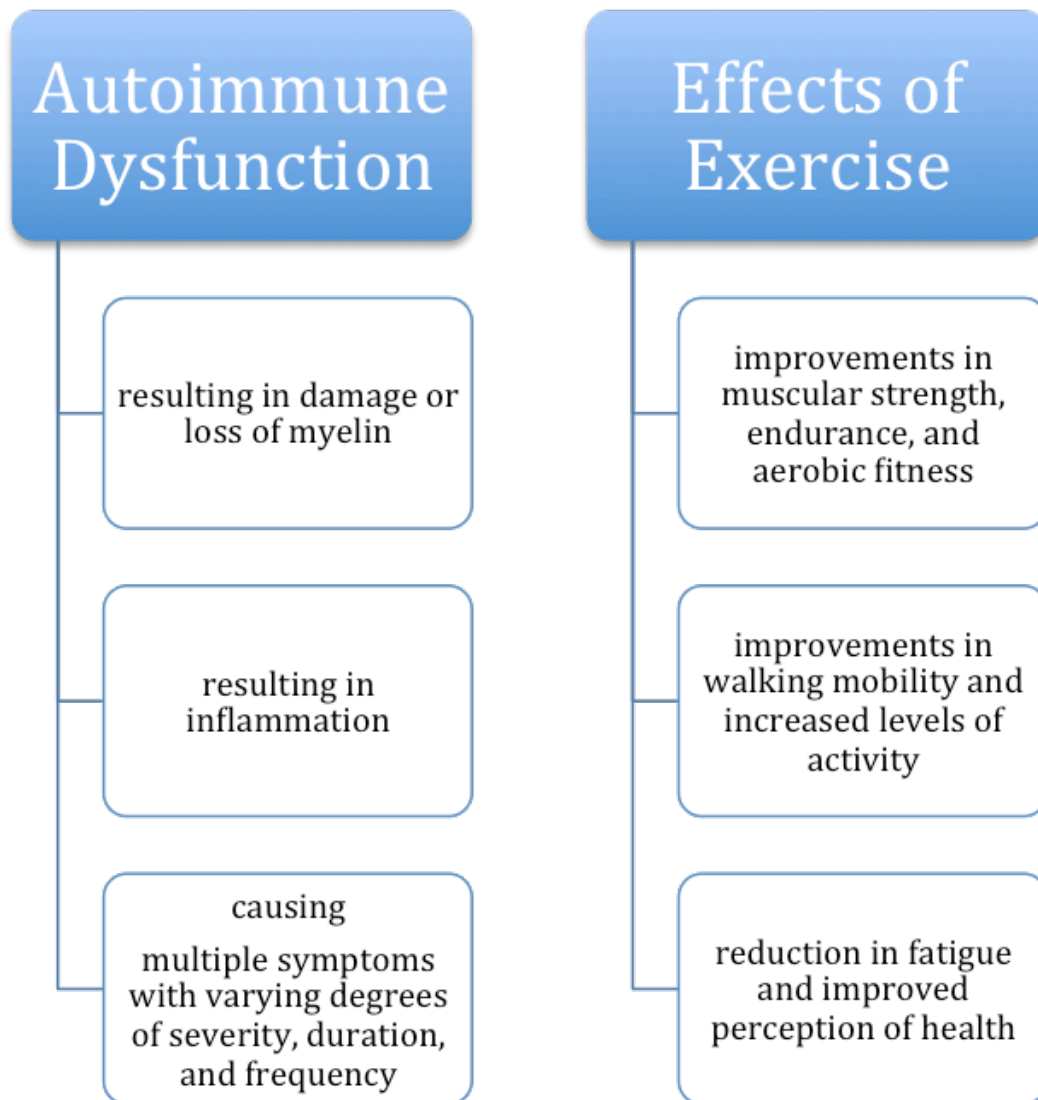 Autoimmune
Dysfunction
resulting in damage or
loss of myelin
resulting in
inflammation
causing
multiple symptoms
with varying degrees
of severity, duration,
and frequency
Effects of
Exercise
improvements in
muscular strength,
endurance, and
aerobic fitness
improvements in
walking mobility and
increased levels of
activity
reduction in fatigue
and improved
perception of health